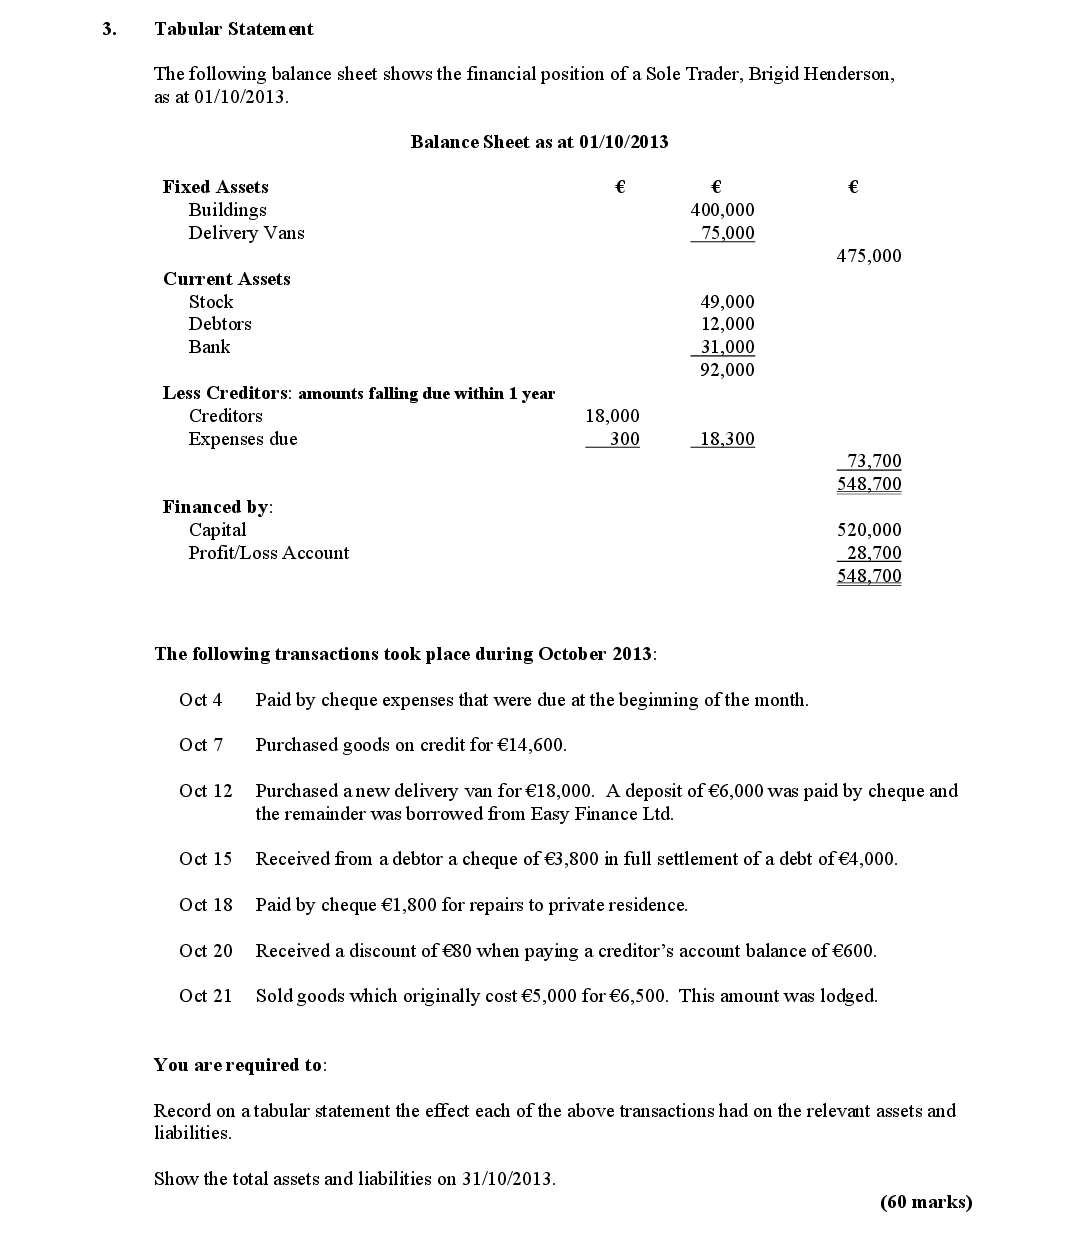 3. Tabular Statement
The following balance sheet shows the financial position of a Sole Trader, Brigid Henderson,
as at 01/10/2013.
Balance Sheet as at 01/10/2013
Fixed Assets € € €
Buildings 400,000
Delivery Vans 75,000
475,000
Current Assets
Stock 49,000
Debtors 12,000
Bank 31,000
92,000
Less Creditors: amounts falling due within 1 year
Creditors 18,000
Expenses due 300 18,300
73,700
548,700
Financed by:
Capital 520,000
Profit/Loss Account 28,700
548,700
The following transactions took place during October 2013:
Oct 4 Paid by cheque expenses that were due at the beginning of the month.
Oct 7 Purchased goods on credit for €14,600.
Oct 12 Purchased a new delivery van for €18,000. A deposit of €6,000 was paid by cheque and
the remainder was borrowed from Easy Finance Ltd.
Oct 15 Received from a debtor a cheque of €3,800 in full settlement of a debt of €4,000.
Oct 18 Paid by cheque €1,800 for repairs to private residence.
Oct 20 Received a discount of €80 when paying a creditor's account balance of €600.
Oct 21 Sold goods which originally cost €5,000 for €6,500. This amount was lodged.
You are required to:
Record on a tabular statement the effect each of the above transactions had on the relevant assets and
liabilities.
Show the total assets and liabilities on 31/10/2013.
(60 marks)